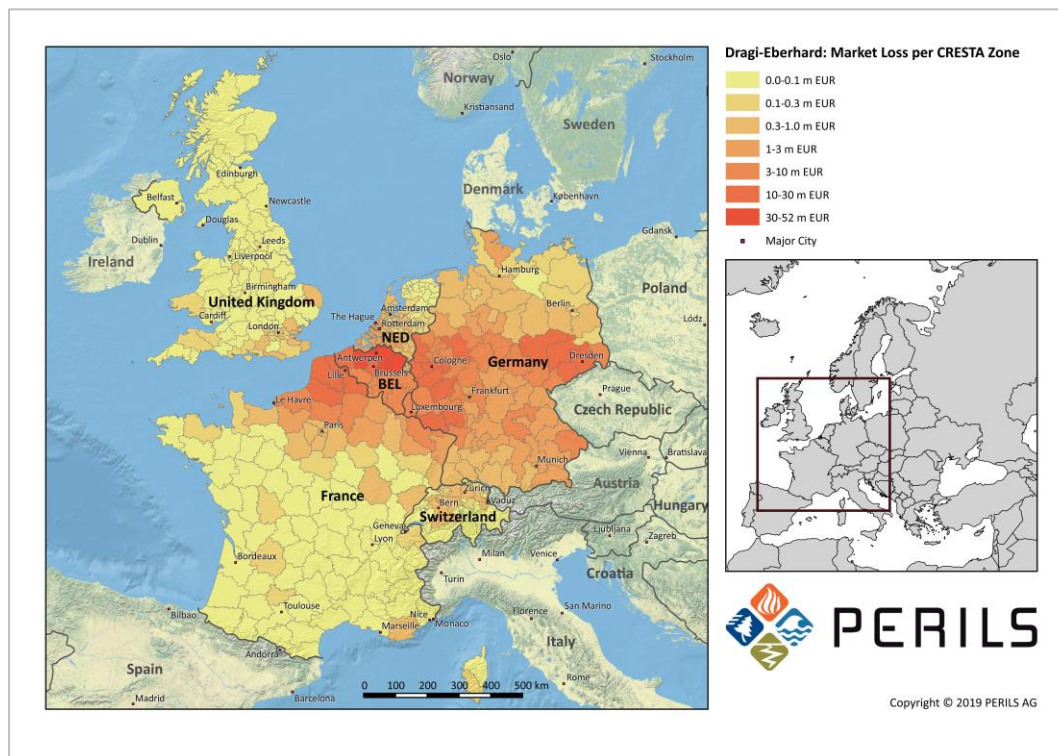 Dragi-Eberhard: Market Loss per CRESTA Zone
0.0-0.1 m EUR
0.1-0.3 m EUR
0.3-1.0 m EUR
1-3 m EUR
3-10 m EUR
10-30 m EUR
30-52 m EUR
Major City
Oslo
Stockholm
Norway
Kristiansand
Sweden
Edinburgh
Denmark
Belfast
Newcastle
København
Douglas
Gdansk
Dublin
Leeds
Ireland
Liverpool
Hamburg
Birmingham
Poland
United Kingdom
Amsterdam
Berlin
Cardiff
The Hague
Łódź
London
Rotterdam
NED
Antwerpen
Cologne
Germany
Dresden
Lille
Brussels
BEL
Frankfurt
Prague
Le Havre
Luxembourg
Czech Republic
Paris
Vienna
Bratislava
Munich
Zürich
Austria
France
Bern
Vaduz
Hungary
Switzerland
Geneva
Ljubljana
Lyon
Zagreb
Milan
Venice
Bordeaux
Croatia
Turin
Toulouse
Nice
Florence
San Marino
Bilbao
Marseille
Monaco
Andorra
Italy
Spain
Rome
0 100 200 300 400 500 km
Madrid
Barcelona
PERILS
Copyright © 2019 PERILS AG